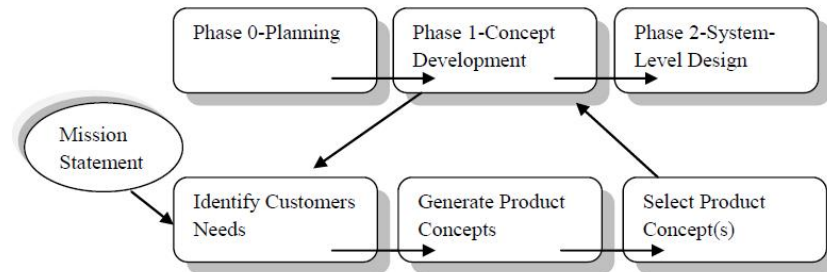 Phase 0-Planning
Phase 1-Concept
Development
Phase 2-System-
Level Design
Mission
Statement
Identify Customers
Needs
Generate Product
Concepts
Select Product
Concept(s)